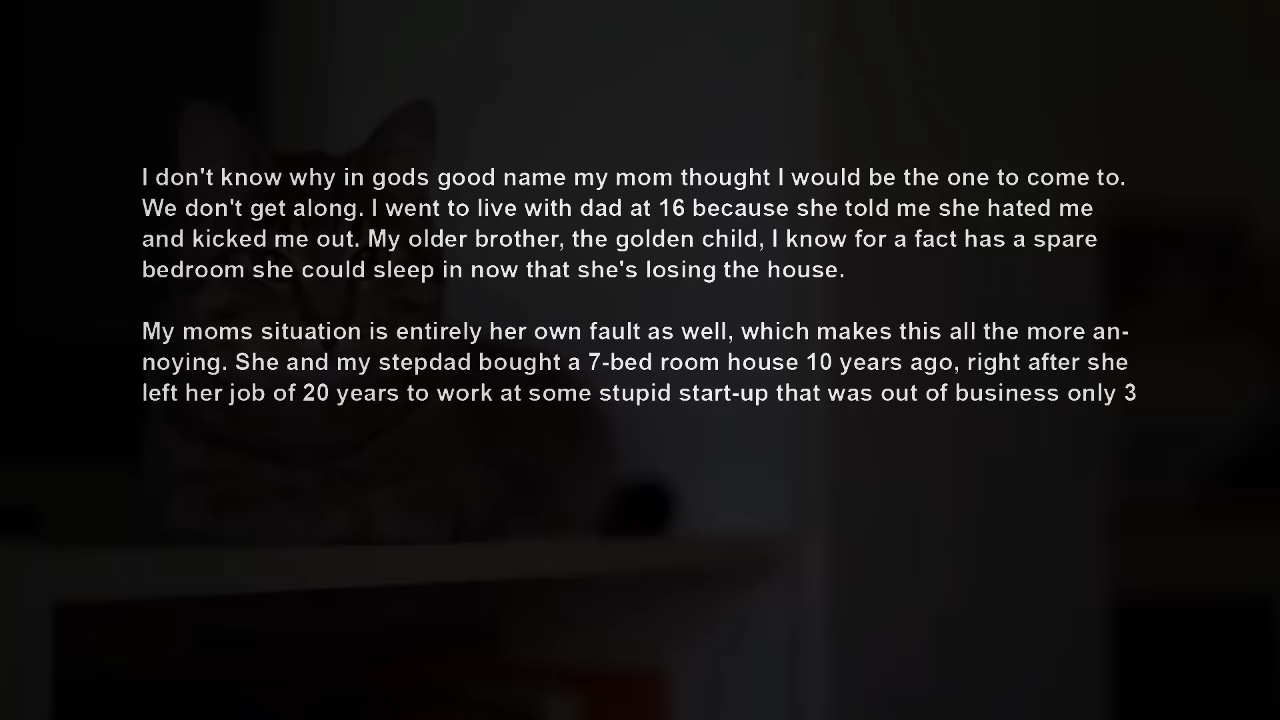 I don't know why in gods good name my mom thought I would be the one to come to.
We don't get along. I went to live with dad at 16 because she told me she hated me
and kicked me out. My older brother, the golden child, I know for a fact has a spare
bedroom she could sleep in now that she's losing the house.
My moms situation is entirely her own fault as well, which makes this all the more an-
noying. She and my stepdad bought a 7-bed room house 10 years ago, right after she
left her job of 20 years to work at some stupid start-up that was out of business only 3